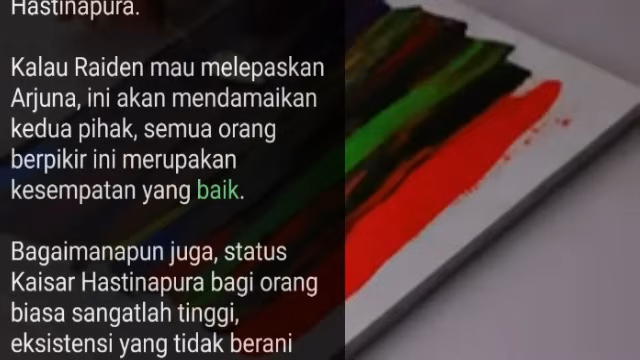 Hastinapura.
Kalau Raiden mau melepaskan
Arjuna, ini akan mendamaikan
kedua pihak, semua orang
berpikir ini merupakan
kesempatan yang baik.
Bagaimanapun juga, status
Kaisar Hastinapura bagi orang
biasa sangatlah tinggi,
eksistensi yang tidak berani